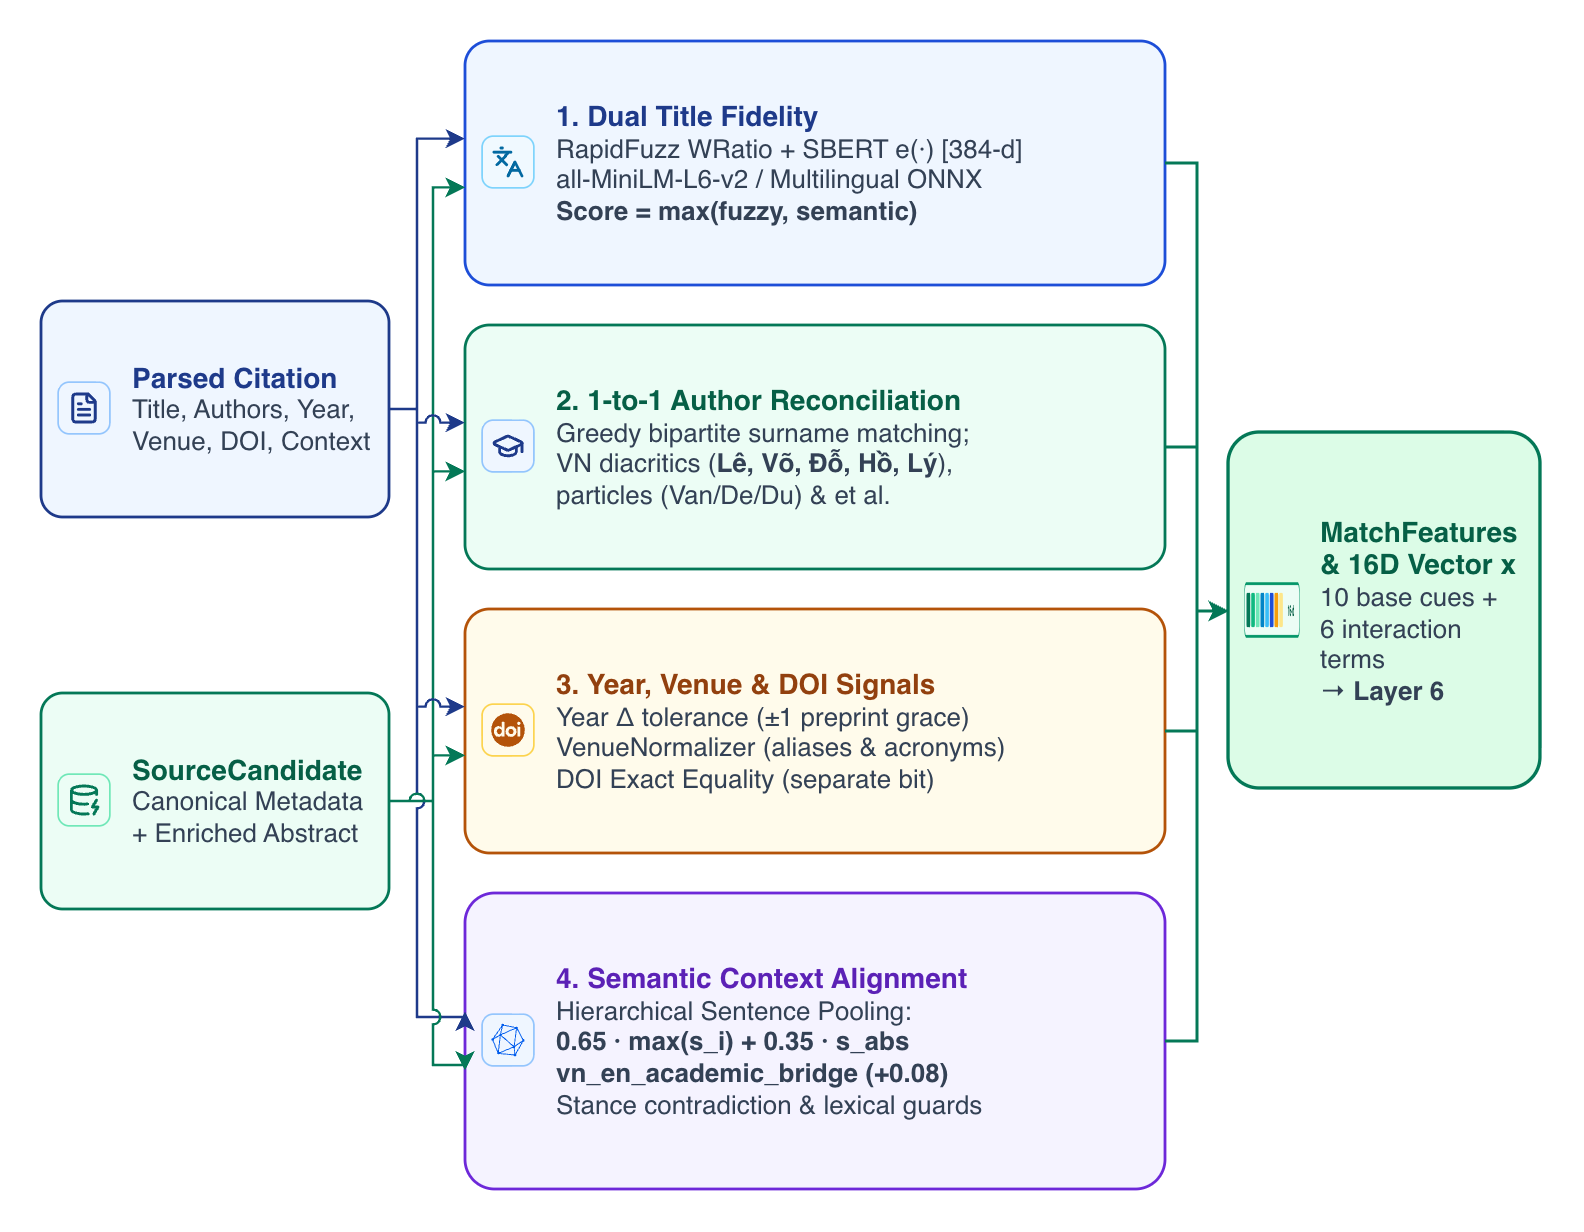 Parsed Citation
Title, Authors, Year,
Venue, DOI, Context
SourceCandidate
Canonical Metadata
+ Enriched Abstract
1. Dual Title Fidelity
RapidFuzz WRatio + SBERT e(·) [384-d]
all-MiniLM-L6-v2 / Multilingual ONNX
Score = max(fuzzy, semantic)
2. 1-to-1 Author Reconciliation
Greedy bipartite surname matching;
VN diacritics (Lê, Võ, Đỗ, Hồ, Lý),
particles (Van/De/Du) & et al.
doi
3. Year, Venue & DOI Signals
Year Δ tolerance (±1 preprint grace)
VenueNormalizer (aliases & acronyms)
DOI Exact Equality (separate bit)
4. Semantic Context Alignment
Hierarchical Sentence Pooling:
0.65 · max(s_i) + 0.35 · s_abs
vn_en_academic_bridge (+0.08)
Stance contradiction & lexical guards
MatchFeatures
& 16D Vector x
10 base cues +
6 interaction
terms
→ Layer 6